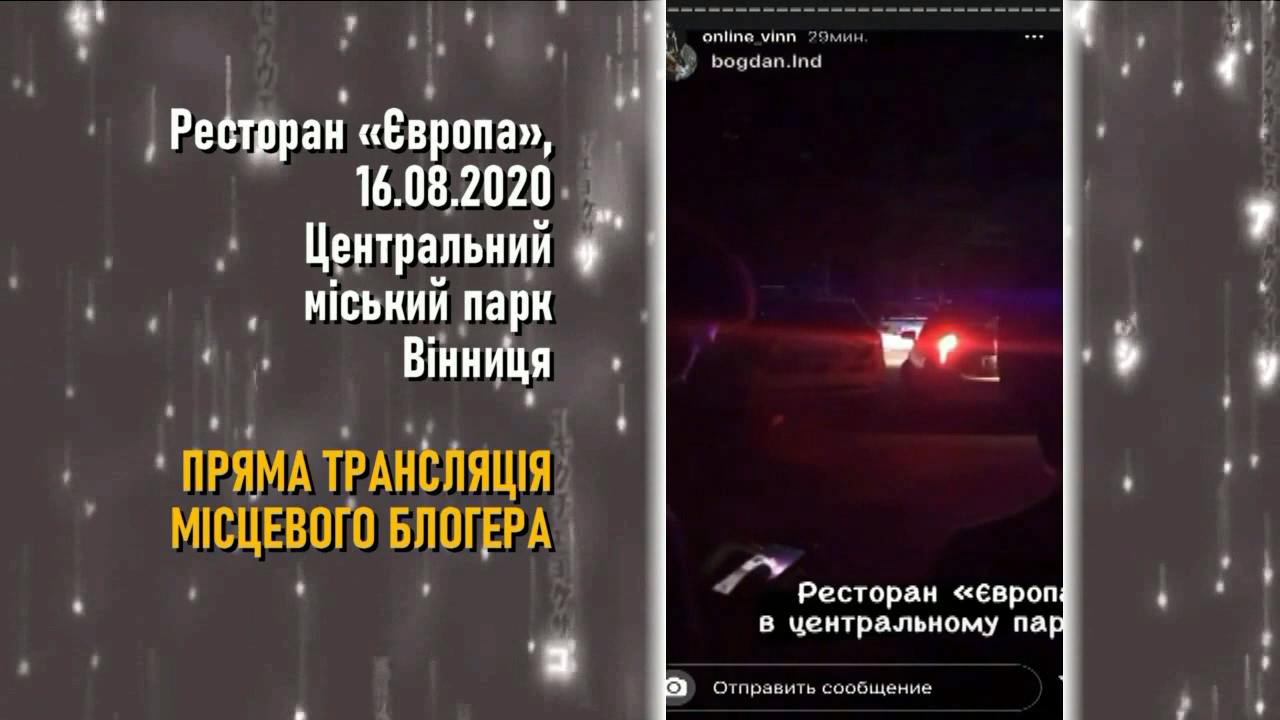 Ресторан «Європа»,
16.08.2020
Центральний
міський парк
Вінниця
ПРЯМА ТРАНСЛЯЦІЯ
МІСЦЕВОГО БЛОГЕРА
online_vinn 29мин.
bogdan.lnd
Ресторан «Європа
в центральному пар
Отправить сообщение